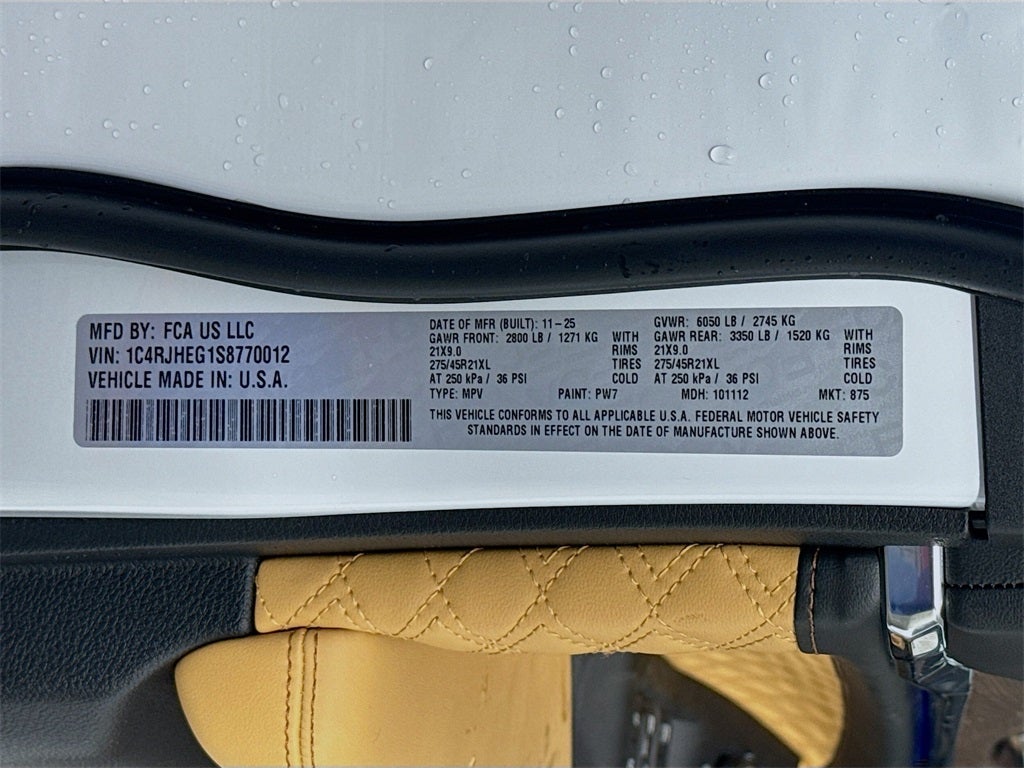 MFD BY: FCA US LLC
VIN: 1C4RJHEG1S8770012
VEHICLE MADE IN: U.S.A.
DATE OF MFR (BUILT): 11-25
GAWR FRONT: 2800 LB / 1271 KG WITH
21X9.0 RIMS
275/45R21XL TIRES
AT 250 kPa / 36 PSI COLD
GVWR: 6050 LB / 2745 KG
GAWR REAR: 3350 LB / 1520 KG WITH
21X9.0 RIMS
275/45R21XL TIRES
AT 250 kPa / 36 PSI COLD
TYPE: MPV PAINT: PW7 MDH: 101112 MKT: 875
THIS VEHICLE CONFORMS TO ALL APPLICABLE U.S.A. FEDERAL MOTOR VEHICLE SAFETY
STANDARDS IN EFFECT ON THE DATE OF MANUFACTURE SHOWN ABOVE.